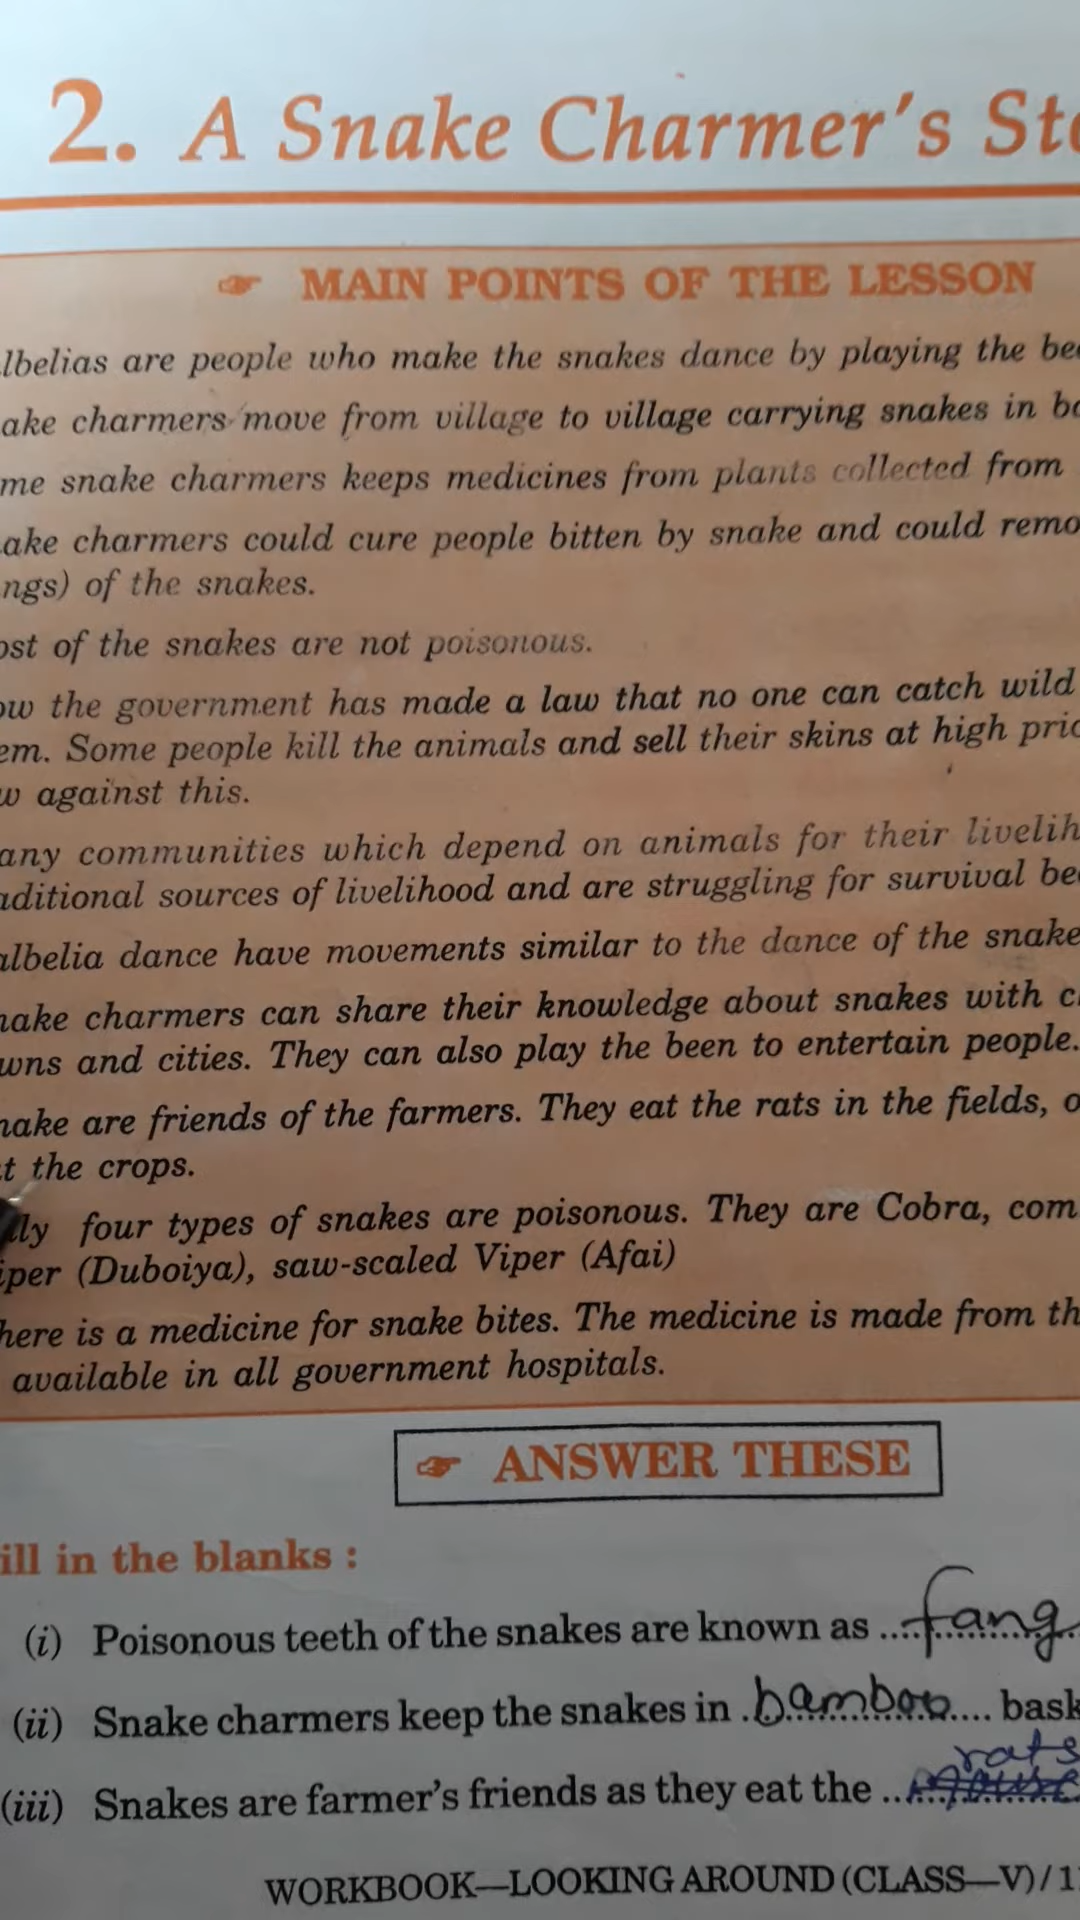 2. A Snake Charmer's St
MAIN POINTS OF THE LESSON
lbelias are people who make the snakes dance by playing the be
ake charmers move from village to village carrying snakes in b
me snake charmers keeps medicines from plants collected from
ake charmers could cure people bitten by snake and could remo
ngs) of the snakes.
ost of the snakes are not poisonous.
ow the government has made a law that no one can catch wild
em. Some people kill the animals and sell their skins at high pric
w against this.
any communities which depend on animals for their livelih
aditional sources of livelihood and are struggling for survival be
albelia dance have movements similar to the dance of the snake
nake charmers can share their knowledge about snakes with c
wns and cities. They can also play the been to entertain people.
nake are friends of the farmers. They eat the rats in the fields, o
t the crops.
ly four types of snakes are poisonous. They are Cobra, com
iper (Duboiya), saw-scaled Viper (Afai)
here is a medicine for snake bites. The medicine is made from th
available in all government hospitals.
ANSWER THESE
ill in the blanks :
(i) Poisonous teeth of the snakes are known as ....fang
(ii) Snake charmers keep the snakes in .bamboo.... bask
rats
(iii) Snakes are farmer's friends as they eat the ....
WORKBOOK—LOOKING AROUND (CLASS—V) / 1